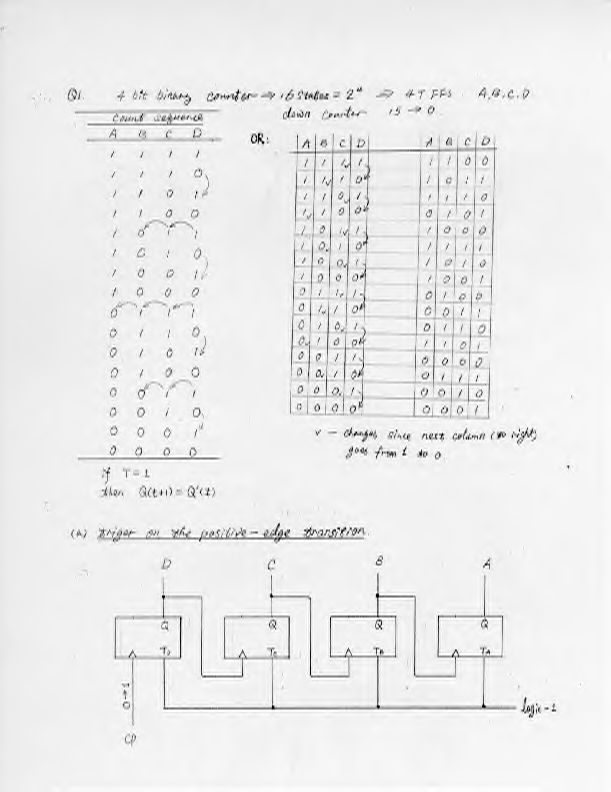 Q1. 4 bit binary counter ⇒ 16 states = 2⁴ ⇒ 4 T FFS A,B,C,D
down counter 15 → 0
count sequence
A B C D
1 1 1 1
1 1 1 0
1 1 0 1
1 1 0 0
1 0 1 1
1 0 1 0
1 0 0 1
1 0 0 0
0 1 1 1
0 1 1 0
0 1 0 1
0 1 0 0
0 0 1 1
0 0 1 0
0 0 0 1
0 0 0 0
if T = 1
then Q(t+1) = Q'(t)
OR:
A B C D A B C D
1 1 1 1 1 1 0 0
1 1 1 0 1 0 1 1
1 1 0 1 1 1 1 0
1 1 0 0 0 1 0 1
1 0 1 1 1 0 0 0
1 0 1 0 1 1 1 1
1 0 0 1 1 0 1 0
1 0 0 0 1 0 0 1
0 1 1 1 0 1 0 0
0 1 1 0 0 0 1 1
0 1 0 1 0 1 1 0
0 1 0 0 1 1 0 1
0 0 1 1 0 0 0 0
0 0 1 0 0 1 1 1
0 0 0 1 0 0 1 0
0 0 0 0 0 0 0 1
v — changes since next column (to right)
goes from 1 to 0
(a) triger on the positive-edge transition
D C B A
Q Q Q Q
T_D T_C T_B T_A
0→1
Logic-1
CP